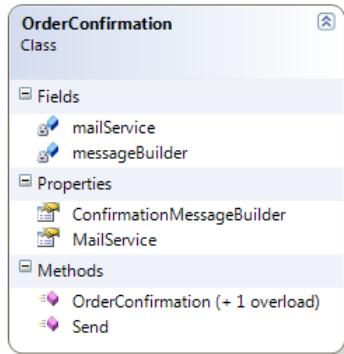 OrderConfirmation
Class
Fields
mailService
messageBuilder
Properties
ConfirmationMessageBuilder
MailService
Methods
OrderConfirmation (+ 1 overload)
Send